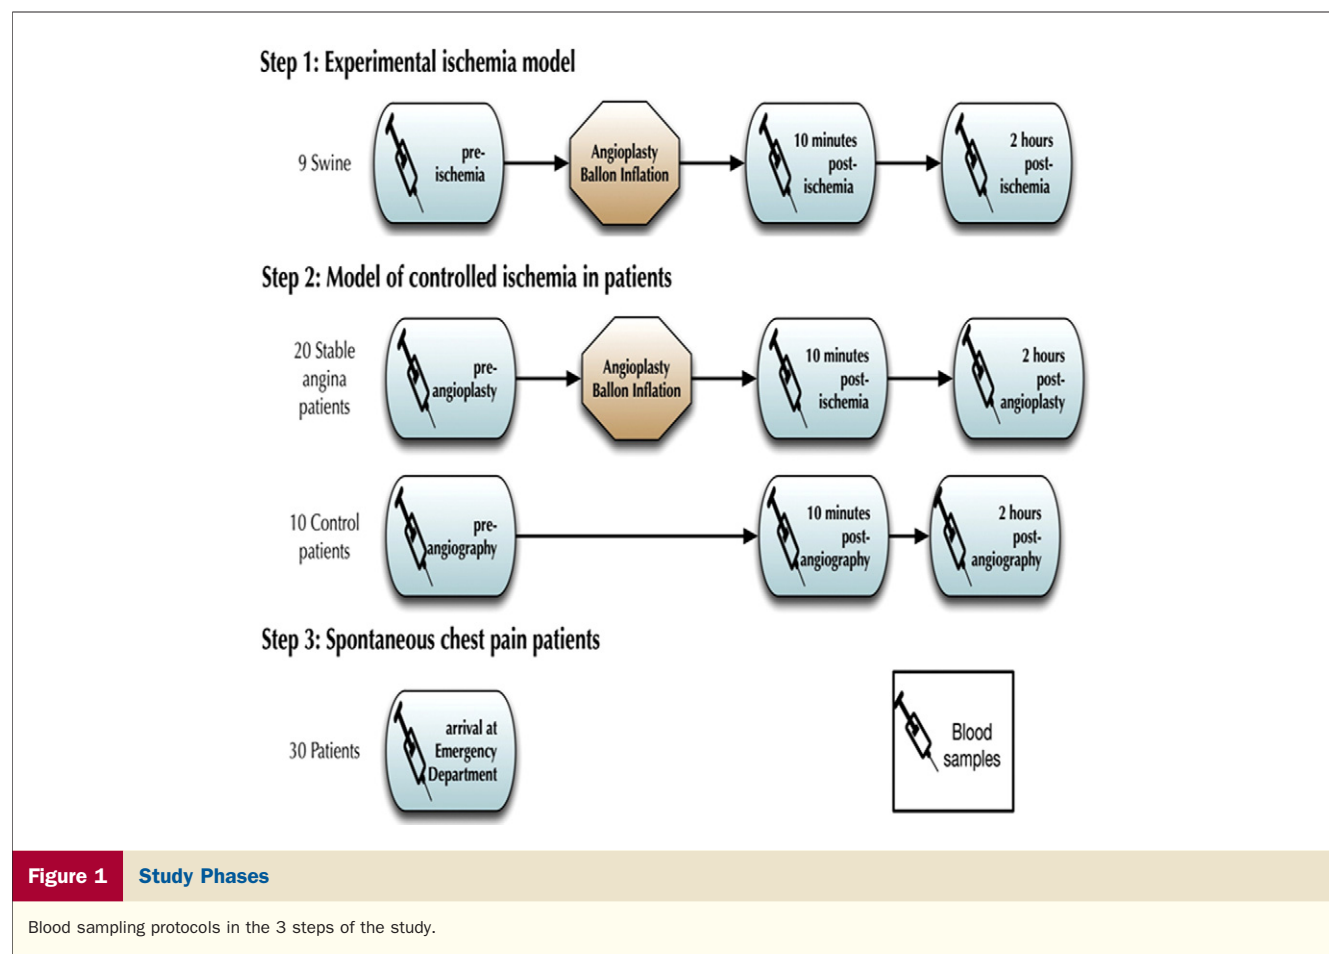 Step 1: Experimental ischemia model
9 Swine
pre-
ischemia
Angioplasty
Ballon Inflation
10 minutes
post-
ischemia
2 hours
post-
ischemia
Step 2: Model of controlled ischemia in patients
20 Stable
angina
patients
pre-
angioplasty
Angioplasty
Ballon Inflation
10 minutes
post-
ischemia
2 hours
post-
angioplasty
10 Control
patients
pre-
angiography
10 minutes
post-
angiography
2 hours
post-
angiography
Step 3: Spontaneous chest pain patients
30 Patients
arrival at
Emergency
Department
Blood
samples
Figure 1 Study Phases
Blood sampling protocols in the 3 steps of the study.